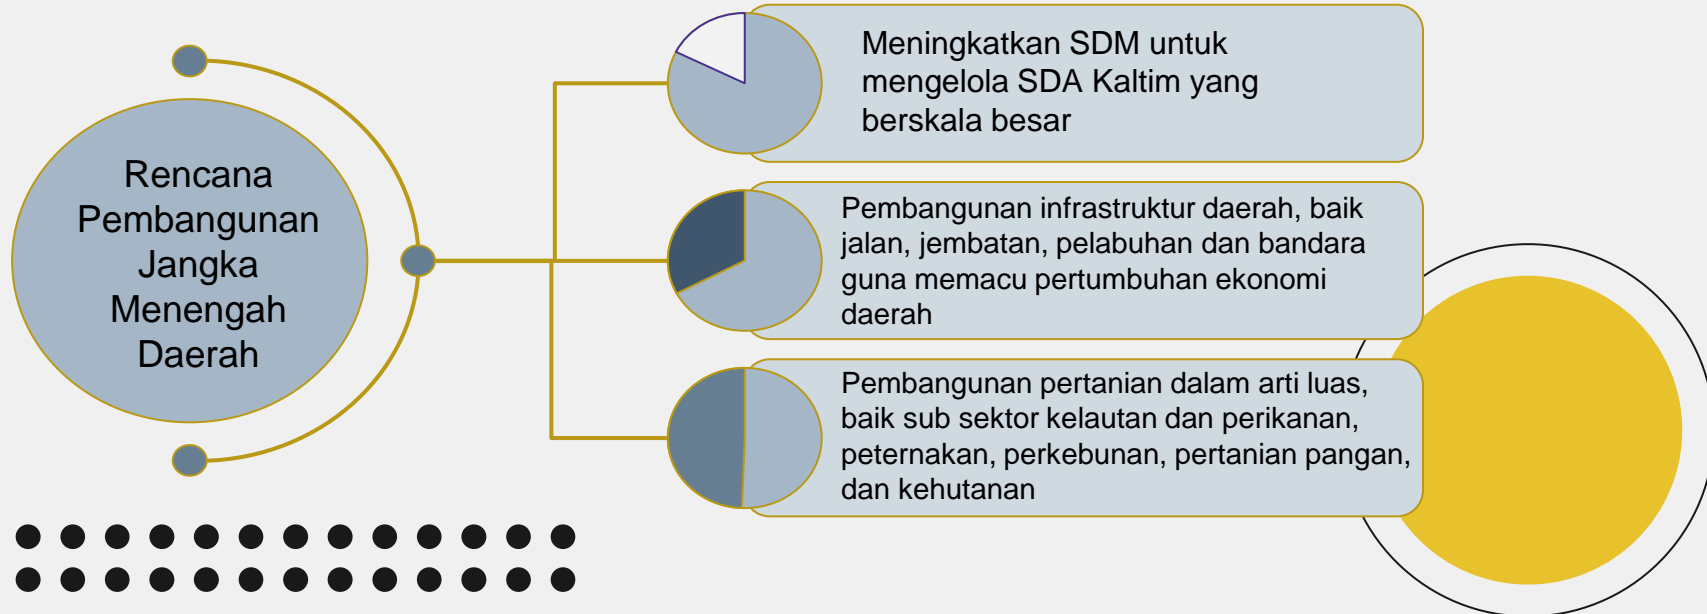 Rencana
Pembangunan
Jangka
Menengah
Daerah
Meningkatkan SDM untuk
mengelola SDA Kaltim yang
berskala besar
Pembangunan infrastruktur daerah, baik
jalan, jembatan, pelabuhan dan bandara
guna memacu pertumbuhan ekonomi
daerah
Pembangunan pertanian dalam arti luas,
baik sub sektor kelautan dan perikanan,
peternakan, perkebunan, pertanian pangan,
dan kehutanan